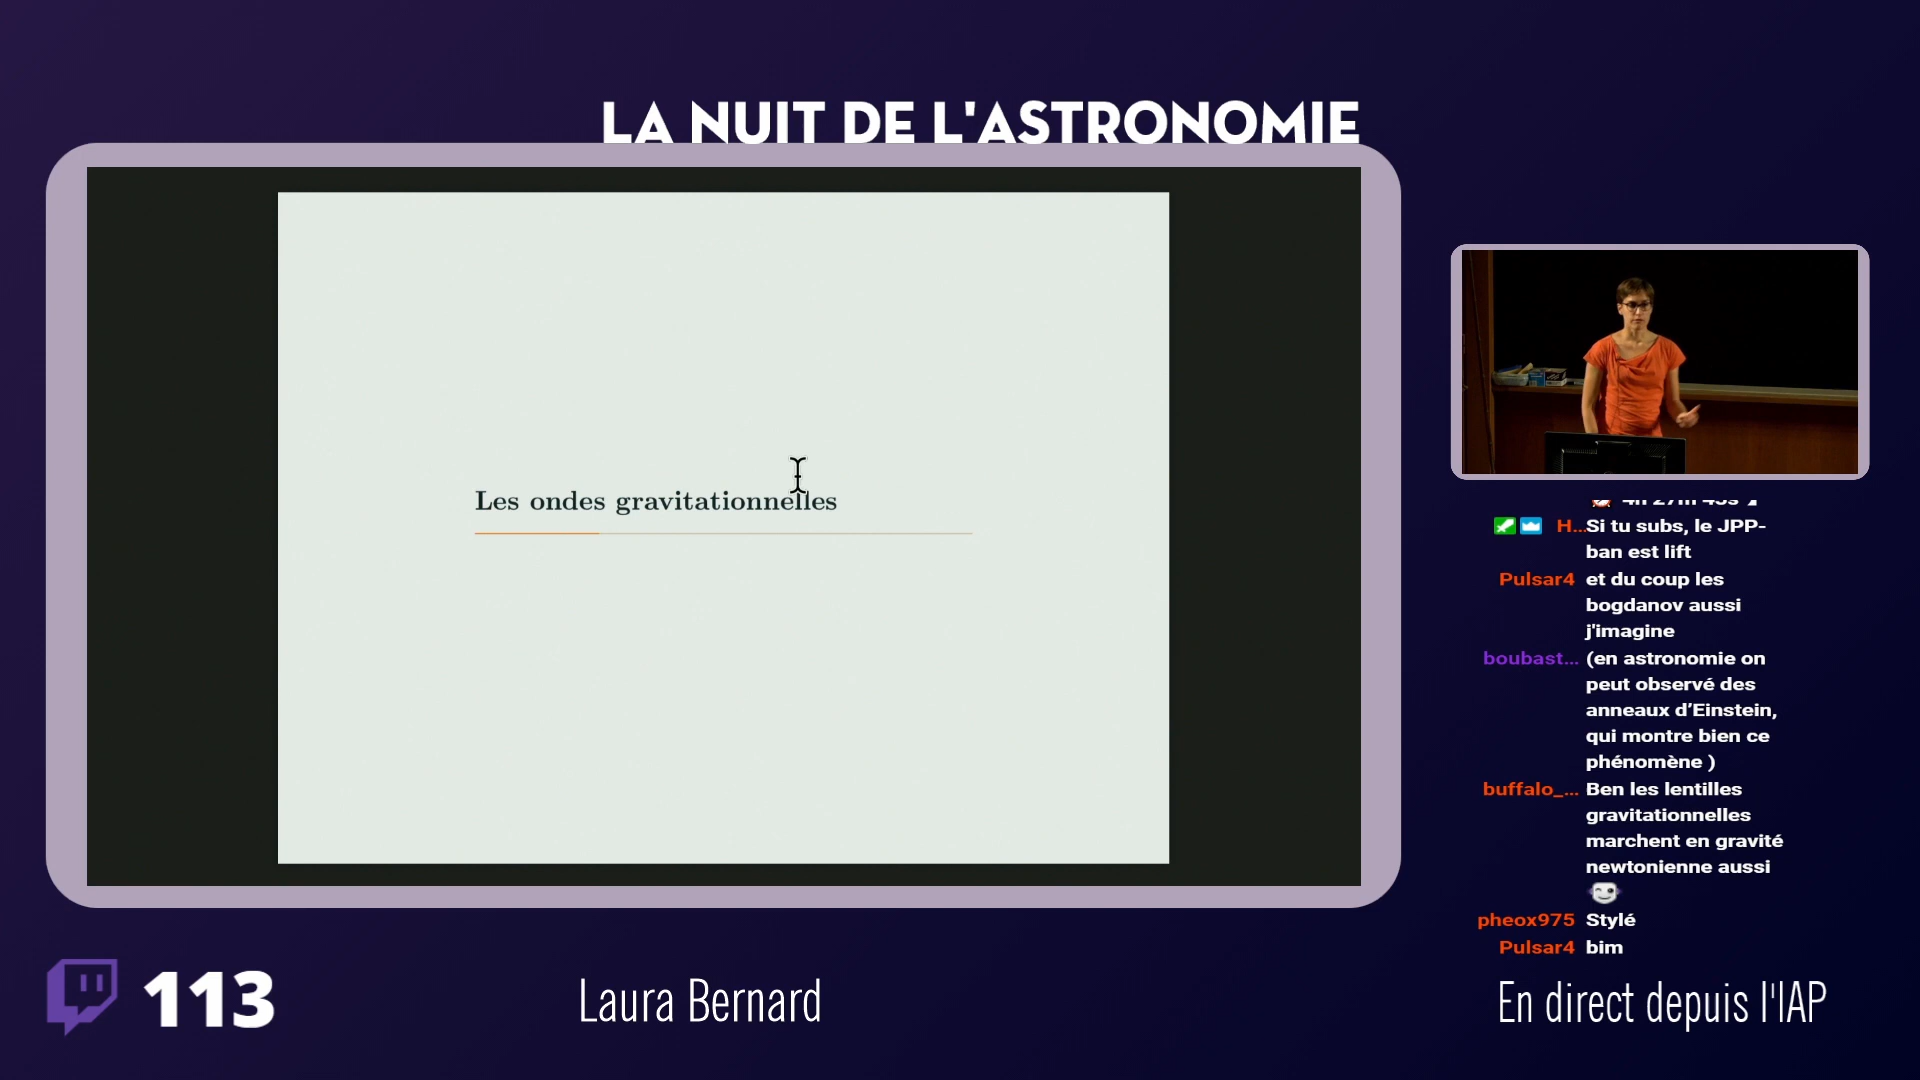 LA NUIT DE L'ASTRONOMIE
Les ondes gravitationnelles
4h 27m 43s
H... Si tu subs, le JPP-
ban est lift
Pulsar4 et du coup les
bogdanov aussi
j'imagine
boubast... (en astronomie on
peut observé des
anneaux d’Einstein,
qui montre bien ce
phénomène )
buffalo_... Ben les lentilles
gravitationnelles
marchent en gravité
newtonienne aussi
pheox975 Stylé
Pulsar4 bim
113
Laura Bernard
En direct depuis l'IAP